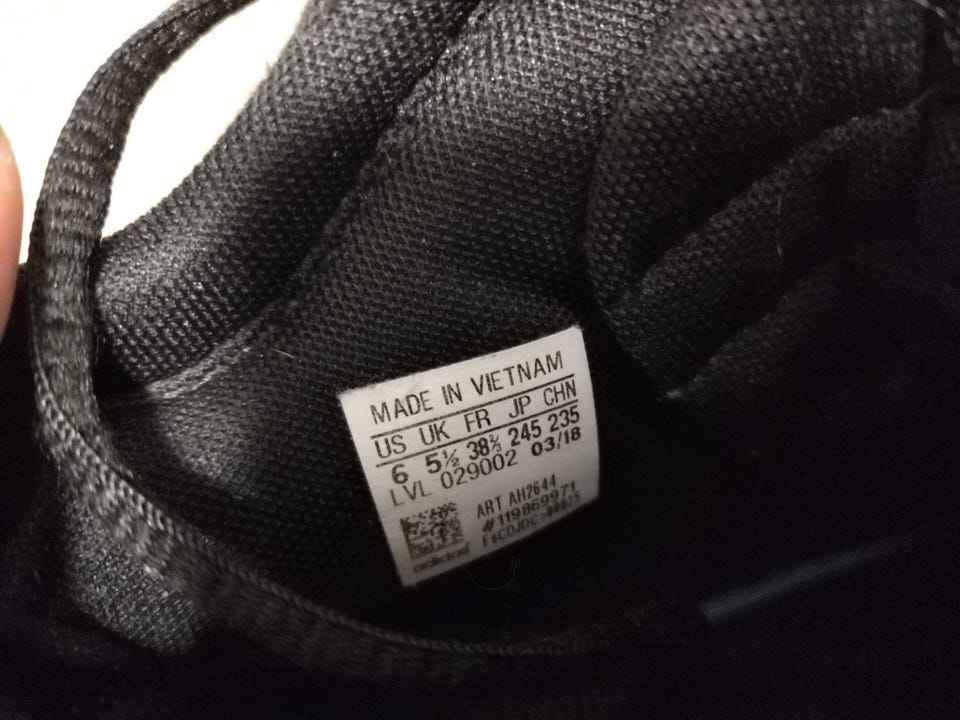 MADE IN VIETNAM
US UK FR JP CHN
6 5½ 38⅔ 245 235
LVL 029002 03/18
ART AH2644
#119869971
adidas